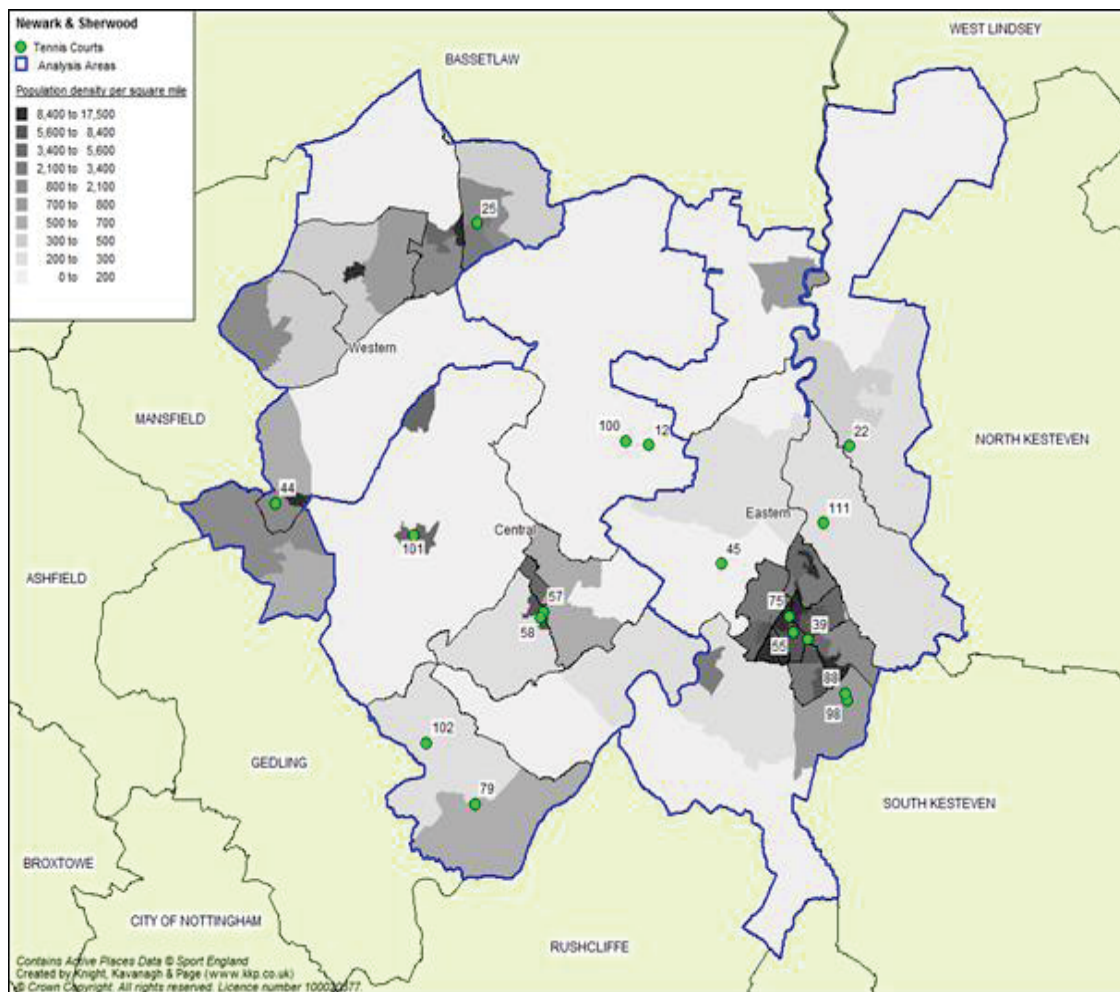 Newark & Sherwood
Tennis Courts
Analysis Areas
Population density per square mile
8,400 to 17,500
5,600 to 8,400
3,400 to 5,600
2,100 to 3,400
800 to 2,100
700 to 800
500 to 700
300 to 500
200 to 300
0 to 200
WEST LINDSEY
BASSETLAW
25
Western
MANSFIELD
100
12
22
NORTH KESTEVEN
44
Eastern
111
Central
101
45
ASHFIELD
57
75
58
39
55
88
98
102
GEDLING
79
SOUTH KESTEVEN
BROXTOWE
CITY OF NOTTINGHAM
RUSHCLIFFE
Contains Active Places Data © Sport England
Created by Knight, Kavanagh & Page (www.kkp.co.uk)
© Crown Copyright. All rights reserved. Licence number